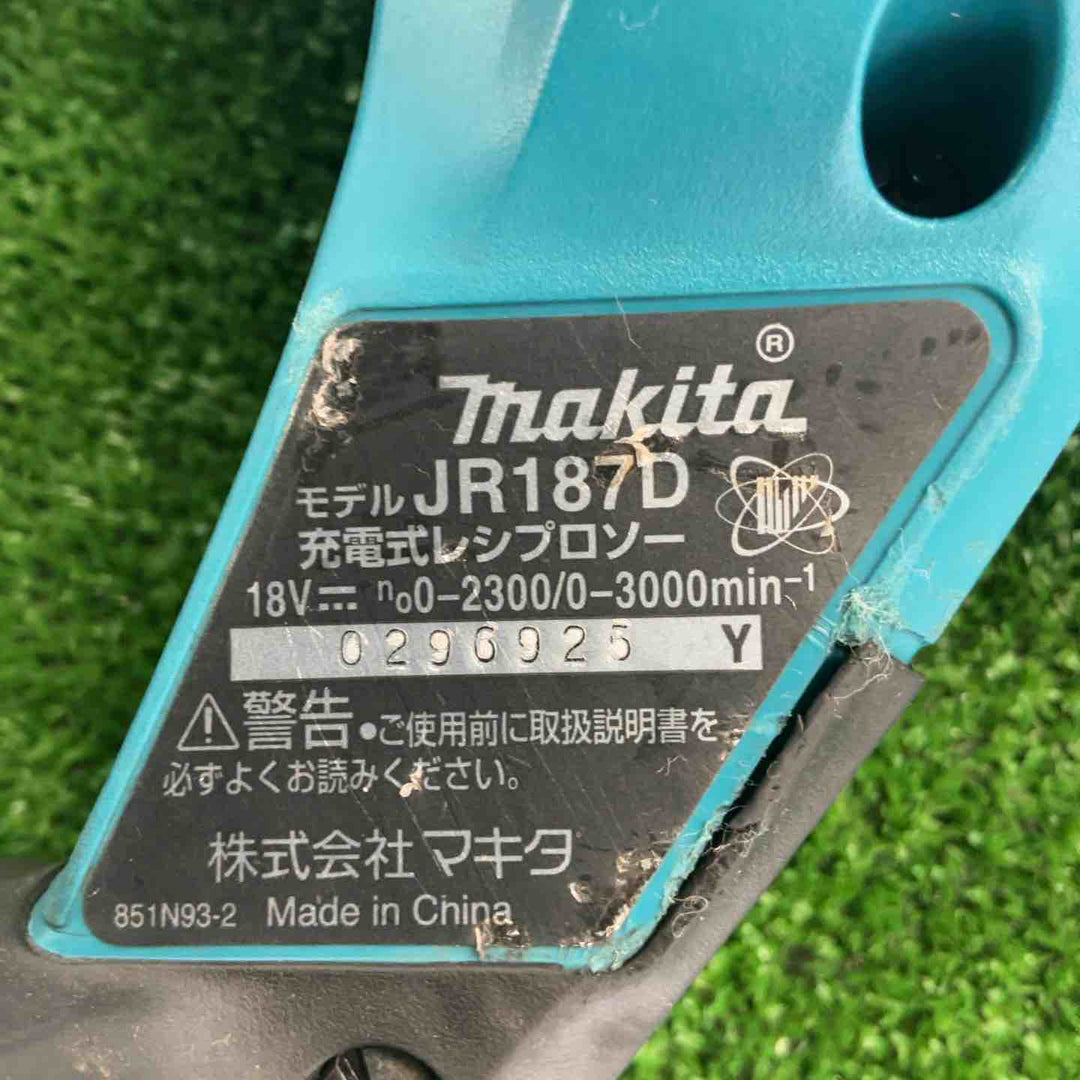 makita®
モデル JR187D
充電式レシプロソー
18V⎓ n₀0-2300/0-3000min⁻¹
0296925 Y
⚠警告 •ご使用前に取扱説明書を
必ずよくお読みください。
株式会社マキタ
851N93-2 Made in China